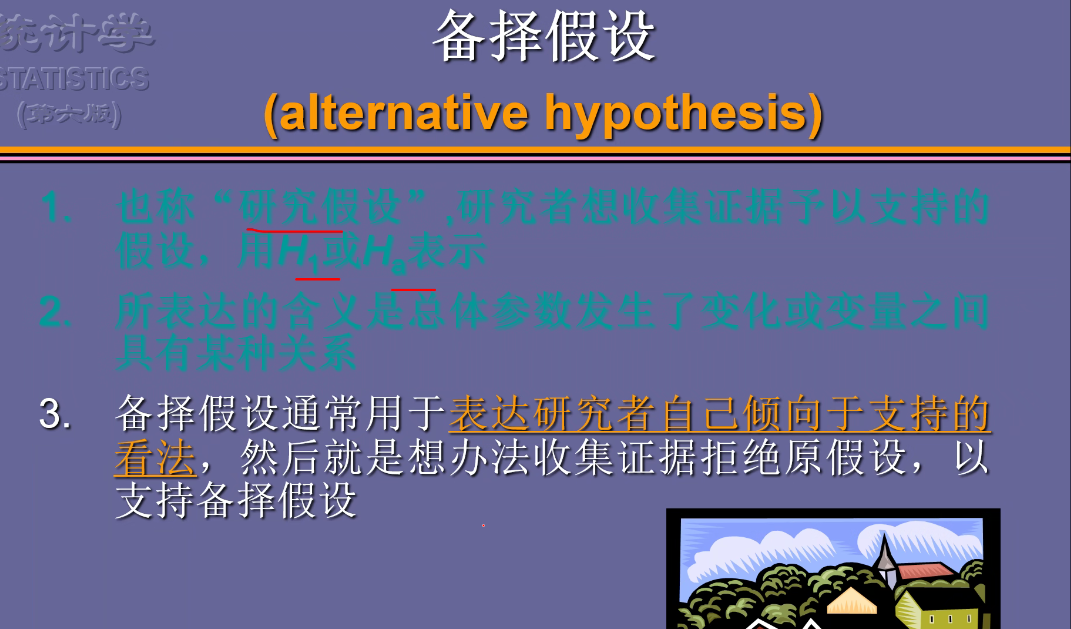 统计学
STATISTICS
(第六版)
备择假设
(alternative hypothesis)
1. 也称“研究假设”,研究者想收集证据予以支持的
假设，用H1或Ha表示
2. 所表达的含义是总体参数发生了变化或变量之间
具有某种关系
3. 备择假设通常用于表达研究者自己倾向于支持的
看法，然后就是想办法收集证据拒绝原假设，以
支持备择假设